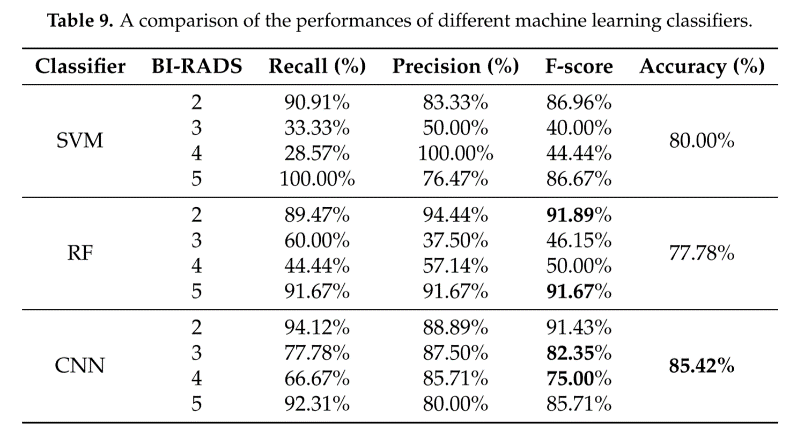 Table 9. A comparison of the performances of different machine learning classifiers.
Classifier BI-RADS Recall (%) Precision (%) F-score Accuracy (%)
SVM 2 90.91% 83.33% 86.96% 80.00%
3 33.33% 50.00% 40.00%
4 28.57% 100.00% 44.44%
5 100.00% 76.47% 86.67%
RF 2 89.47% 94.44% 91.89% 77.78%
3 60.00% 37.50% 46.15%
4 44.44% 57.14% 50.00%
5 91.67% 91.67% 91.67%
CNN 2 94.12% 88.89% 91.43% 85.42%
3 77.78% 87.50% 82.35%
4 66.67% 85.71% 75.00%
5 92.31% 80.00% 85.71%